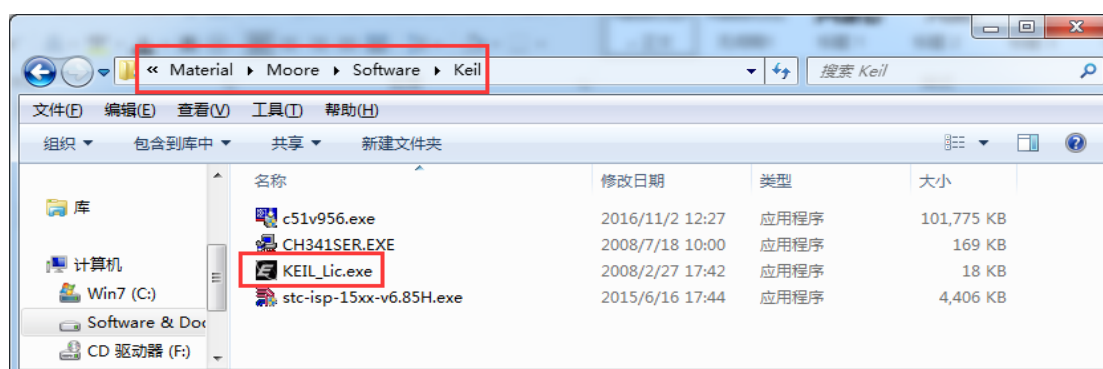 « Material ▸ Moore ▸ Software ▸ Keil
搜索 Keil
文件(F) 编辑(E) 查看(V) 工具(T) 帮助(H)
组织 包含到库中 共享 新建文件夹
名称 修改日期 类型 大小
库
c51v956.exe 2016/11/2 12:27 应用程序 101,775 KB
CH341SER.EXE 2008/7/18 10:00 应用程序 169 KB
计算机
KEIL_Lic.exe 2008/2/27 17:42 应用程序 18 KB
Win7 (C:)
stc-isp-15xx-v6.85H.exe 2015/6/16 17:44 应用程序 4,406 KB
Software & Do
CD 驱动器 (F:)